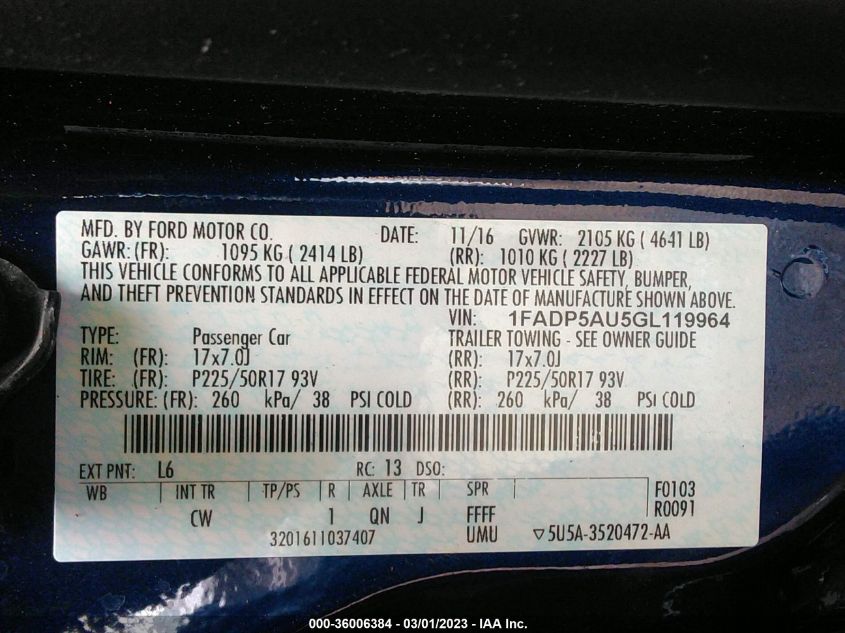 MFD. BY FORD MOTOR CO. DATE: 11/16 GVWR: 2105 KG ( 4641 LB)
GAWR: (FR): 1095 KG ( 2414 LB) (RR): 1010 KG ( 2227 LB)
THIS VEHICLE CONFORMS TO ALL APPLICABLE FEDERAL MOTOR VEHICLE SAFETY, BUMPER,
AND THEFT PREVENTION STANDARDS IN EFFECT ON THE DATE OF MANUFACTURE SHOWN ABOVE.
VIN: 1FADP5AU5GL119964
TYPE: Passenger Car TRAILER TOWING - SEE OWNER GUIDE
RIM: (FR): 17x7.0J (RR): 17x7.0J
TIRE: (FR): P225/50R17 93V (RR): P225/50R17 93V
PRESSURE: (FR): 260 kPa/ 38 PSI COLD (RR): 260 kPa/ 38 PSI COLD
EXT PNT: L6 RC: 13 DSO:
WB INT TR TP/PS R AXLE TR SPR F0103
R0091
CW 1 QN J FFFF
3201611037407 UMU ▽5U5A-3520472-AA
000-36006384 - 03/01/2023 - IAA Inc.